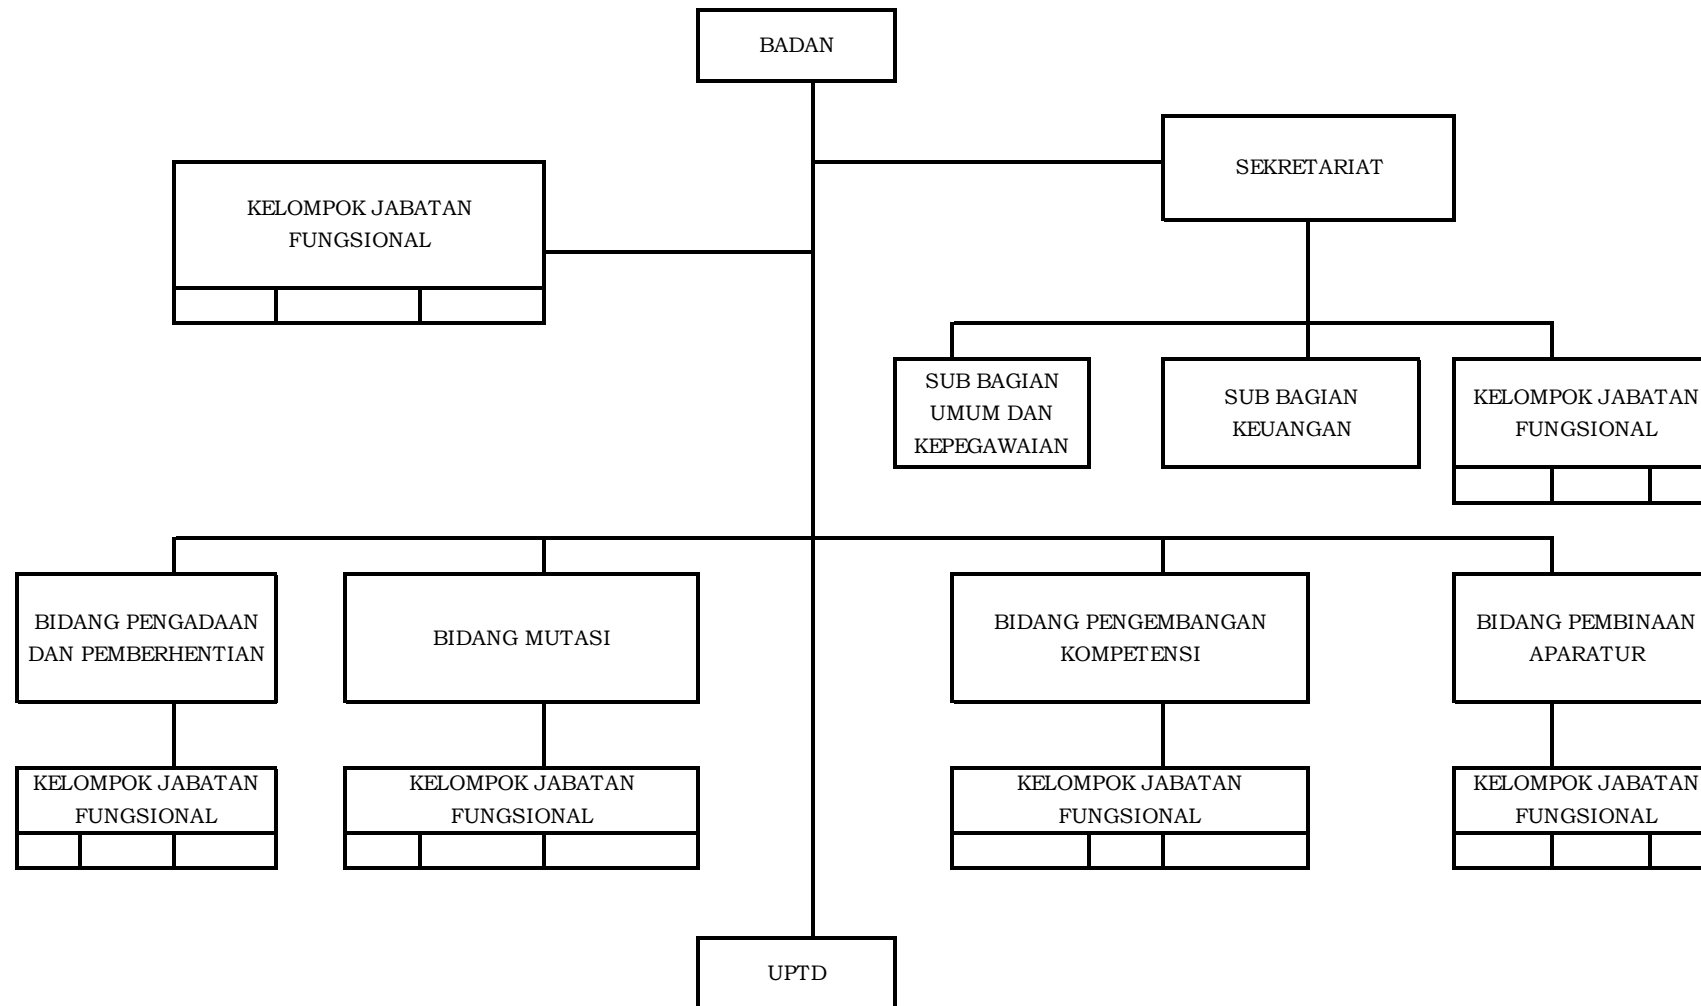 BADAN
SEKRETARIAT
KELOMPOK JABATAN
FUNGSIONAL
SUB BAGIAN
UMUM DAN
KEPEGAWAIAN
SUB BAGIAN
KEUANGAN
KELOMPOK JABATAN
FUNGSIONAL
BIDANG PENGADAAN
DAN PEMBERHENTIAN
BIDANG MUTASI
BIDANG PENGEMBANGAN
KOMPETENSI
BIDANG PEMBINAAN
APARATUR
KELOMPOK JABATAN
FUNGSIONAL
KELOMPOK JABATAN
FUNGSIONAL
KELOMPOK JABATAN
FUNGSIONAL
KELOMPOK JABATAN
FUNGSIONAL
UPTD